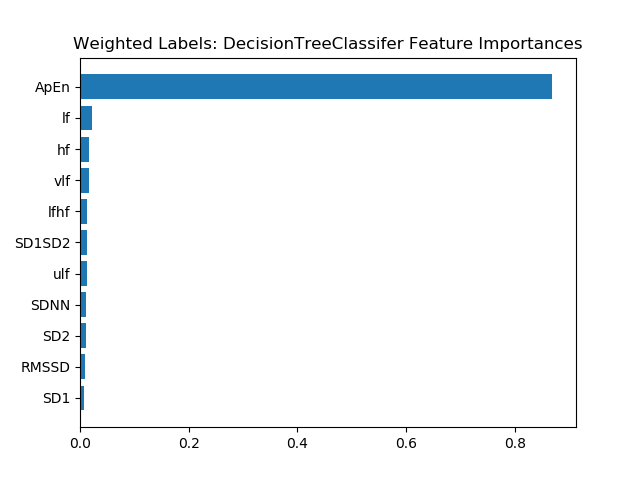 Weighted Labels: DecisionTreeClassifer Feature Importances
ApEn
lf
hf
vlf
lfhf
SD1SD2
ulf
SDNN
SD2
RMSSD
SD1
0.0 0.2 0.4 0.6 0.8